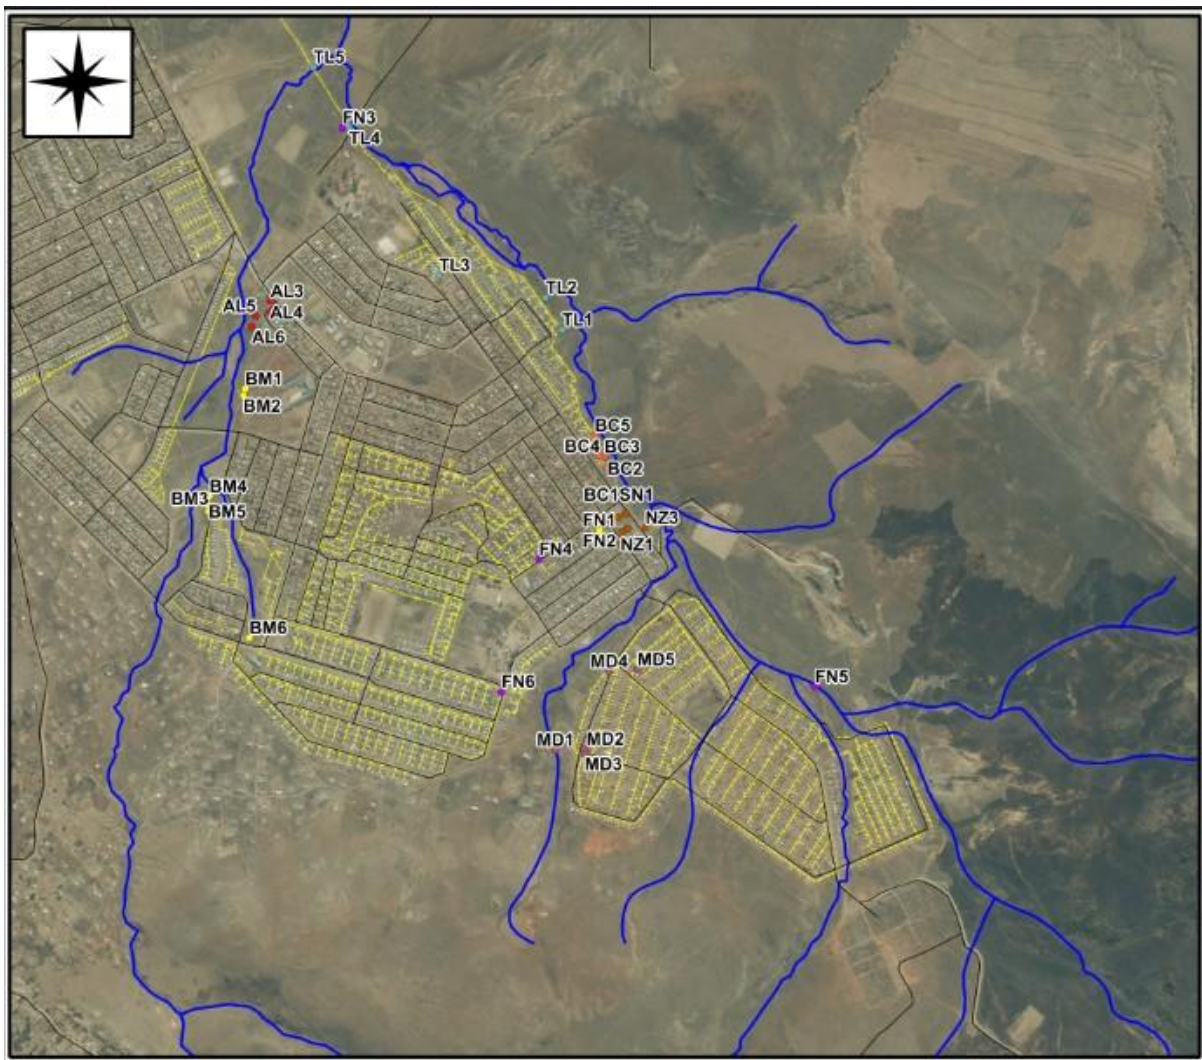 TL5
FN3
TL4
TL3
TL2
TL1
AL3
AL5
AL4
AL6
BM1
BM2
BC5
BC4
BC3
BC2
BM4
BM3
BM5
BC1SN1
FN1
NZ3
FN2
NZ1
FN4
BM6
MD4
MD5
FN6
FN5
MD1
MD2
MD3